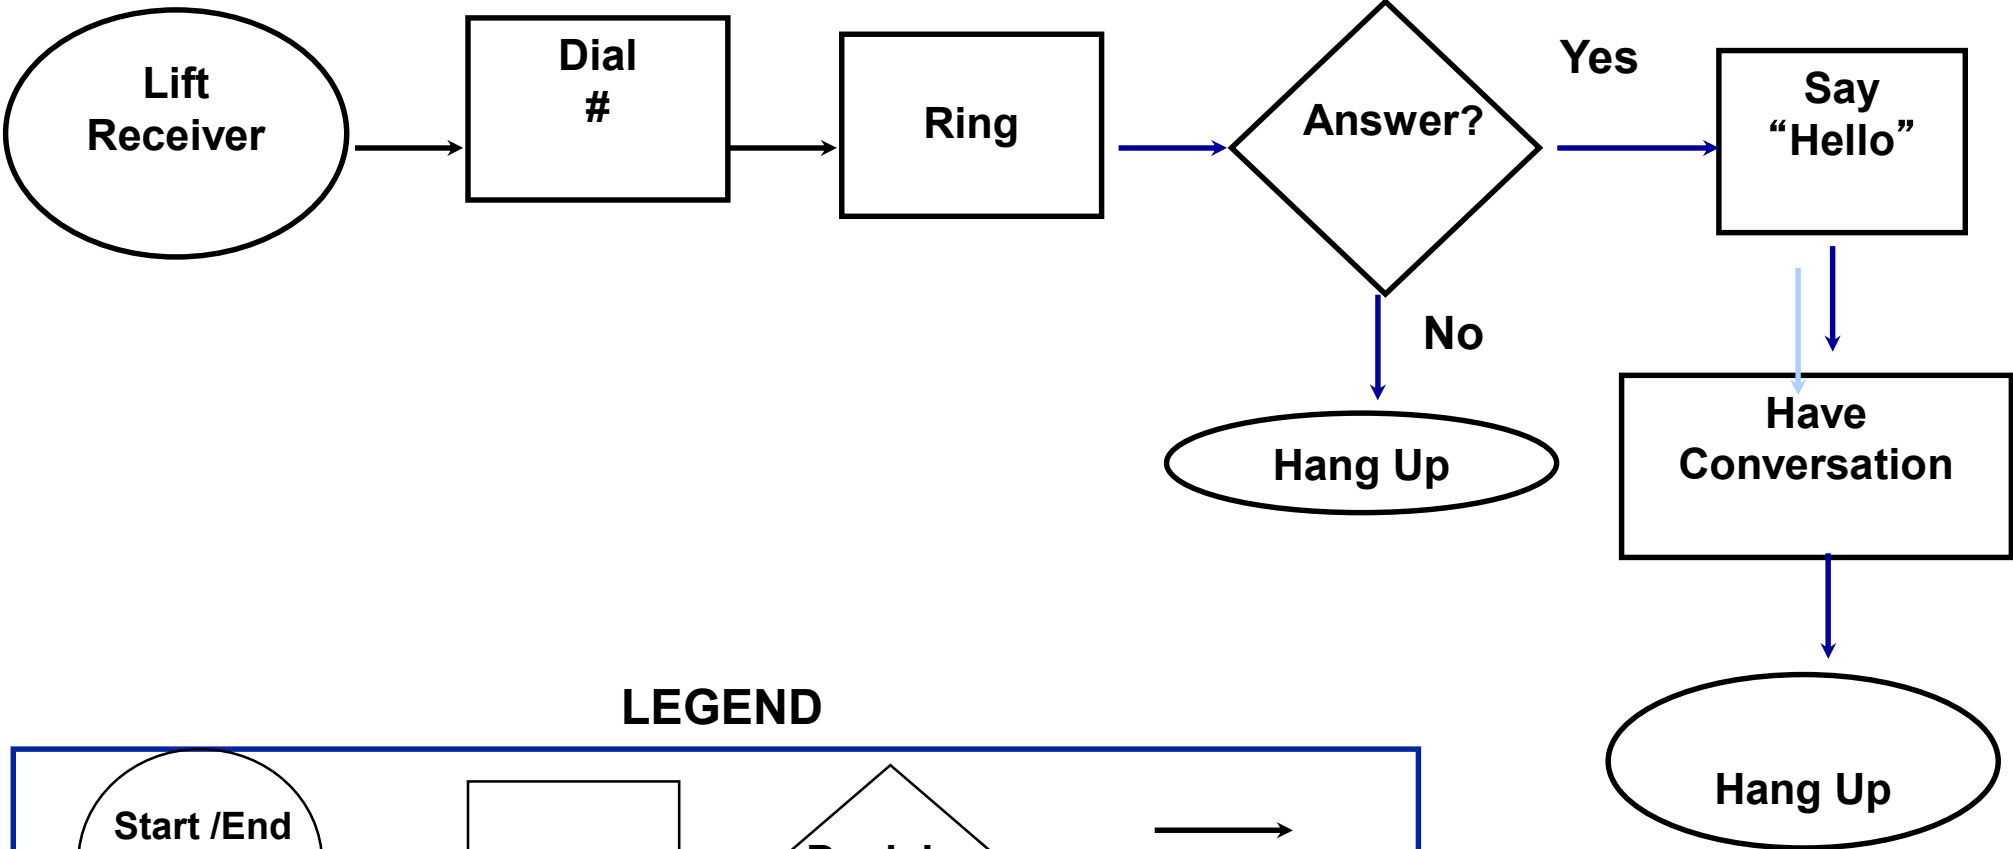 Lift
Receiver
Dial
#
Ring
Answer?
Yes
Say
“Hello”
No
Hang Up
Have
Conversation
Hang Up
LEGEND
Start /End